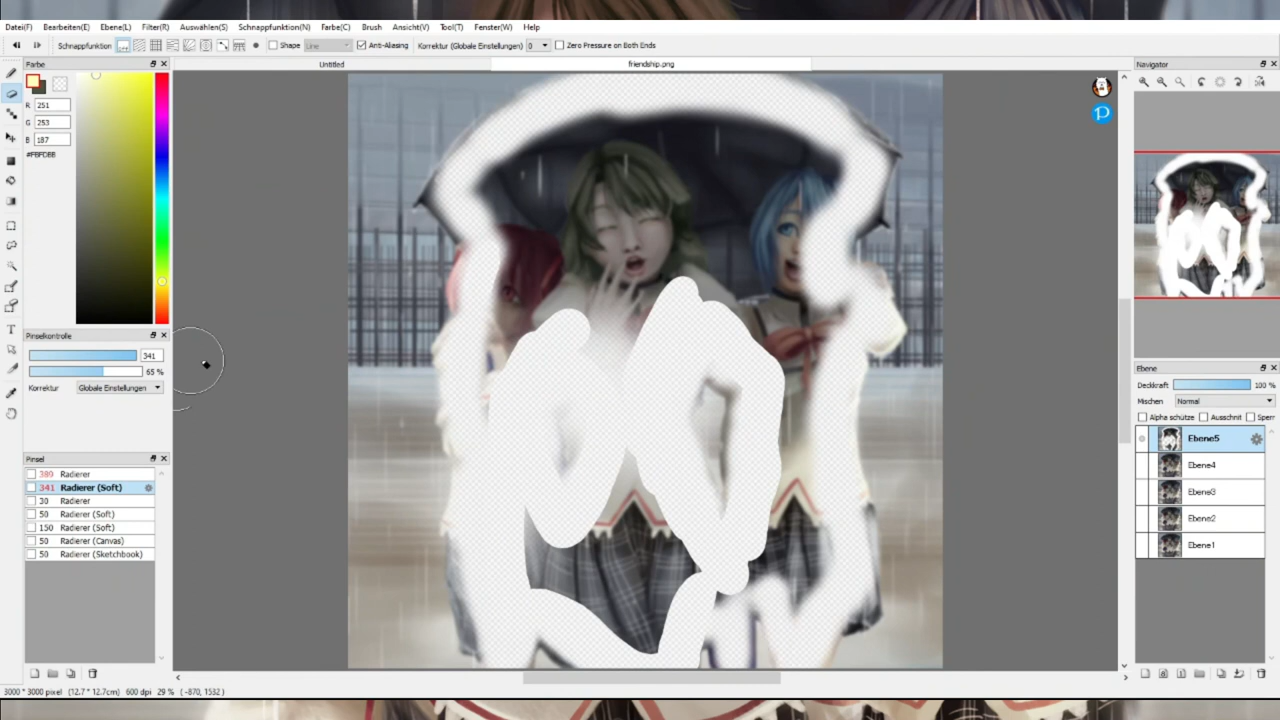 Datei(F) Bearbeiten(E) Ebene(L) Filter(R) Auswählen(S) Schnappfunktion(N) Farbe(C) Brush Ansicht(V) Tool(T) Fenster(W) Help
Schnappfunktion Shape Line Anti-Aliasing Korrektur (Globale Einstellungen) 0 Zero Pressure on Both Ends
Farbe
Untitled
friendship.png
Navigator
R 251
G 253
B 187
#FBFDBB
Pinselkontrolle
341
65 %
Korrektur Globale Einstellungen
Pinsel
389 Radierer
341 Radierer (Soft)
30 Radierer
50 Radierer (Soft)
150 Radierer (Soft)
50 Radierer (Canvas)
50 Radierer (Sketchbook)
Ebene
Deckkraft 100 %
Mischen Normal
Alpha schütze Ausschnit Sperr
Ebene5
Ebene4
Ebene3
Ebene2
Ebene1
3000 * 3000 pixel (12.7 * 12.7cm) 600 dpi 29 % ( -870, 1532 )